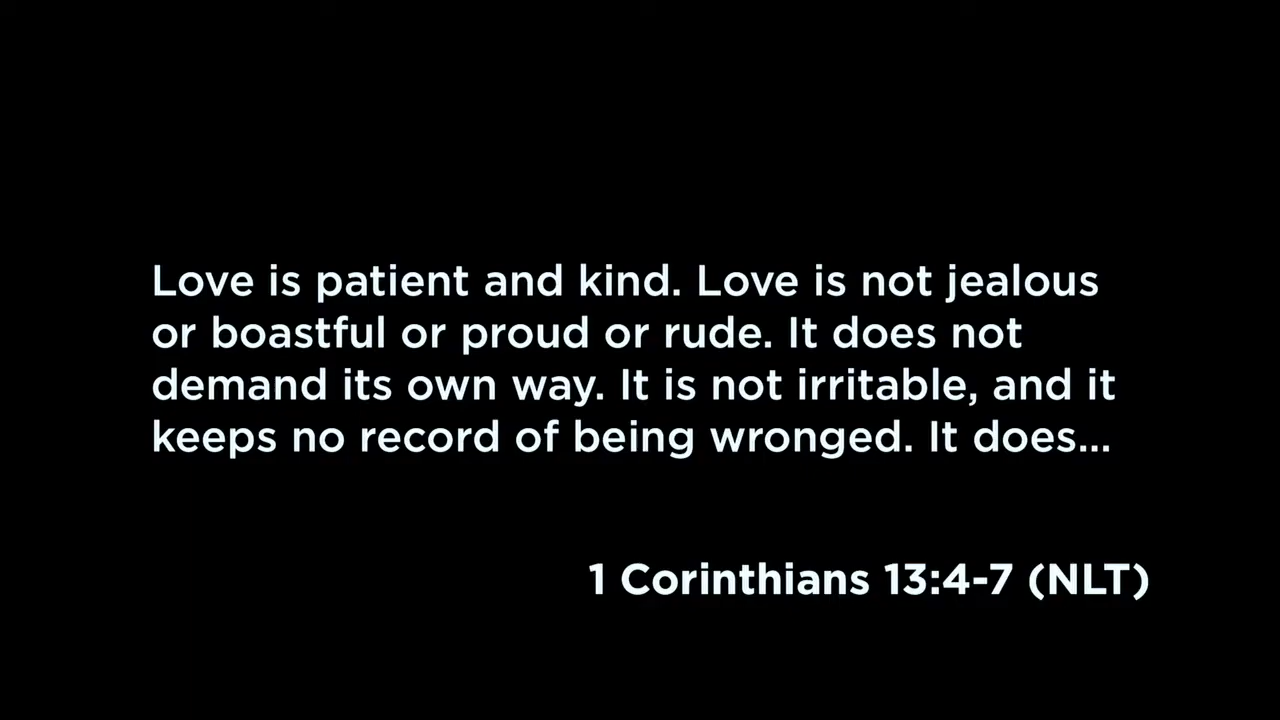 Love is patient and kind. Love is not jealous
or boastful or proud or rude. It does not
demand its own way. It is not irritable, and it
keeps no record of being wronged. It does...
1 Corinthians 13:4-7 (NLT)